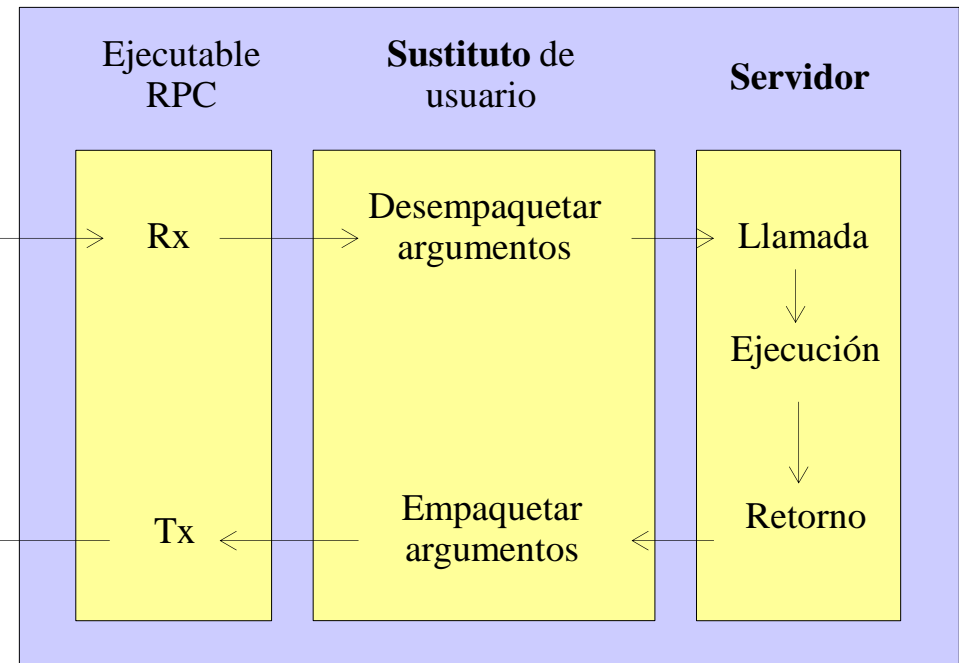 Ejecutable
RPC
Sustituto de
usuario
Servidor
Rx
Desempaquetar
argumentos
Llamada
Ejecución
Tx
Empaquetar
argumentos
Retorno